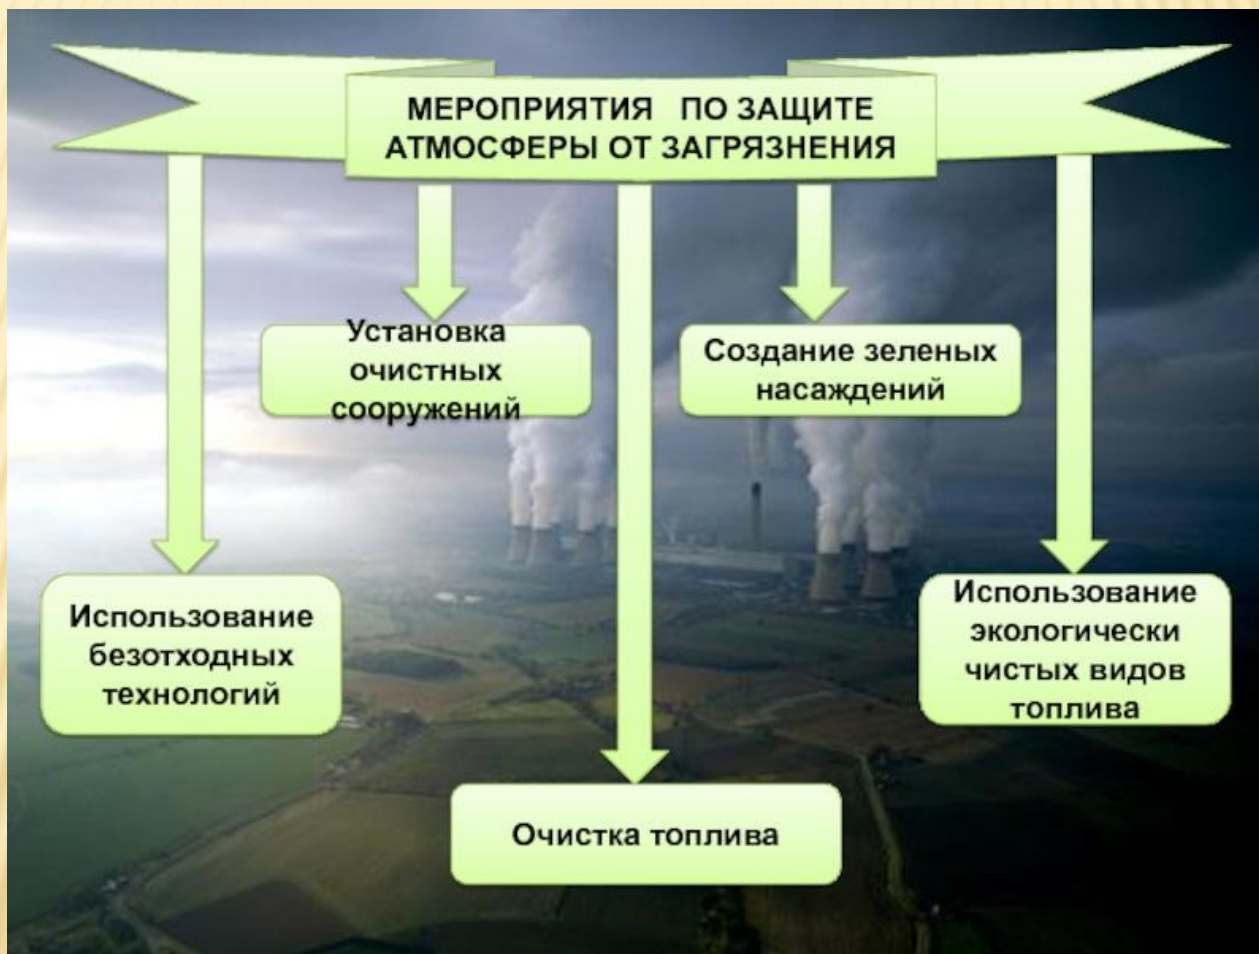 МЕРОПРИЯТИЯ ПО ЗАЩИТЕ
АТМОСФЕРЫ ОТ ЗАГРЯЗНЕНИЯ
Установка
очистных
сооружений
Создание зеленых
насаждений
Использование
безотходных
технологий
Использование
экологически
чистых видов
топлива
Очистка топлива